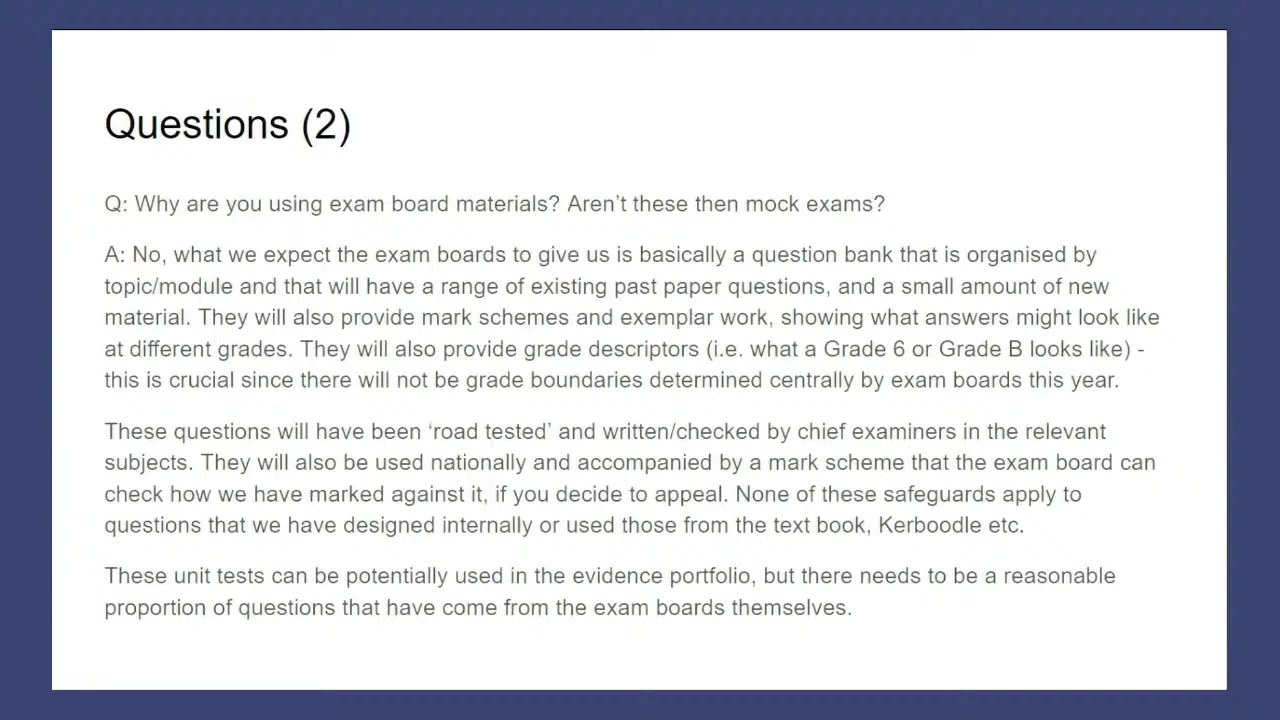 Questions (2)
Q: Why are you using exam board materials? Aren’t these then mock exams?
A: No, what we expect the exam boards to give us is basically a question bank that is organised by
topic/module and that will have a range of existing past paper questions, and a small amount of new
material. They will also provide mark schemes and exemplar work, showing what answers might look like
at different grades. They will also provide grade descriptors (i.e. what a Grade 6 or Grade B looks like) -
this is crucial since there will not be grade boundaries determined centrally by exam boards this year.
These questions will have been ‘road tested’ and written/checked by chief examiners in the relevant
subjects. They will also be used nationally and accompanied by a mark scheme that the exam board can
check how we have marked against it, if you decide to appeal. None of these safeguards apply to
questions that we have designed internally or used those from the text book, Kerboodle etc.
These unit tests can be potentially used in the evidence portfolio, but there needs to be a reasonable
proportion of questions that have come from the exam boards themselves.